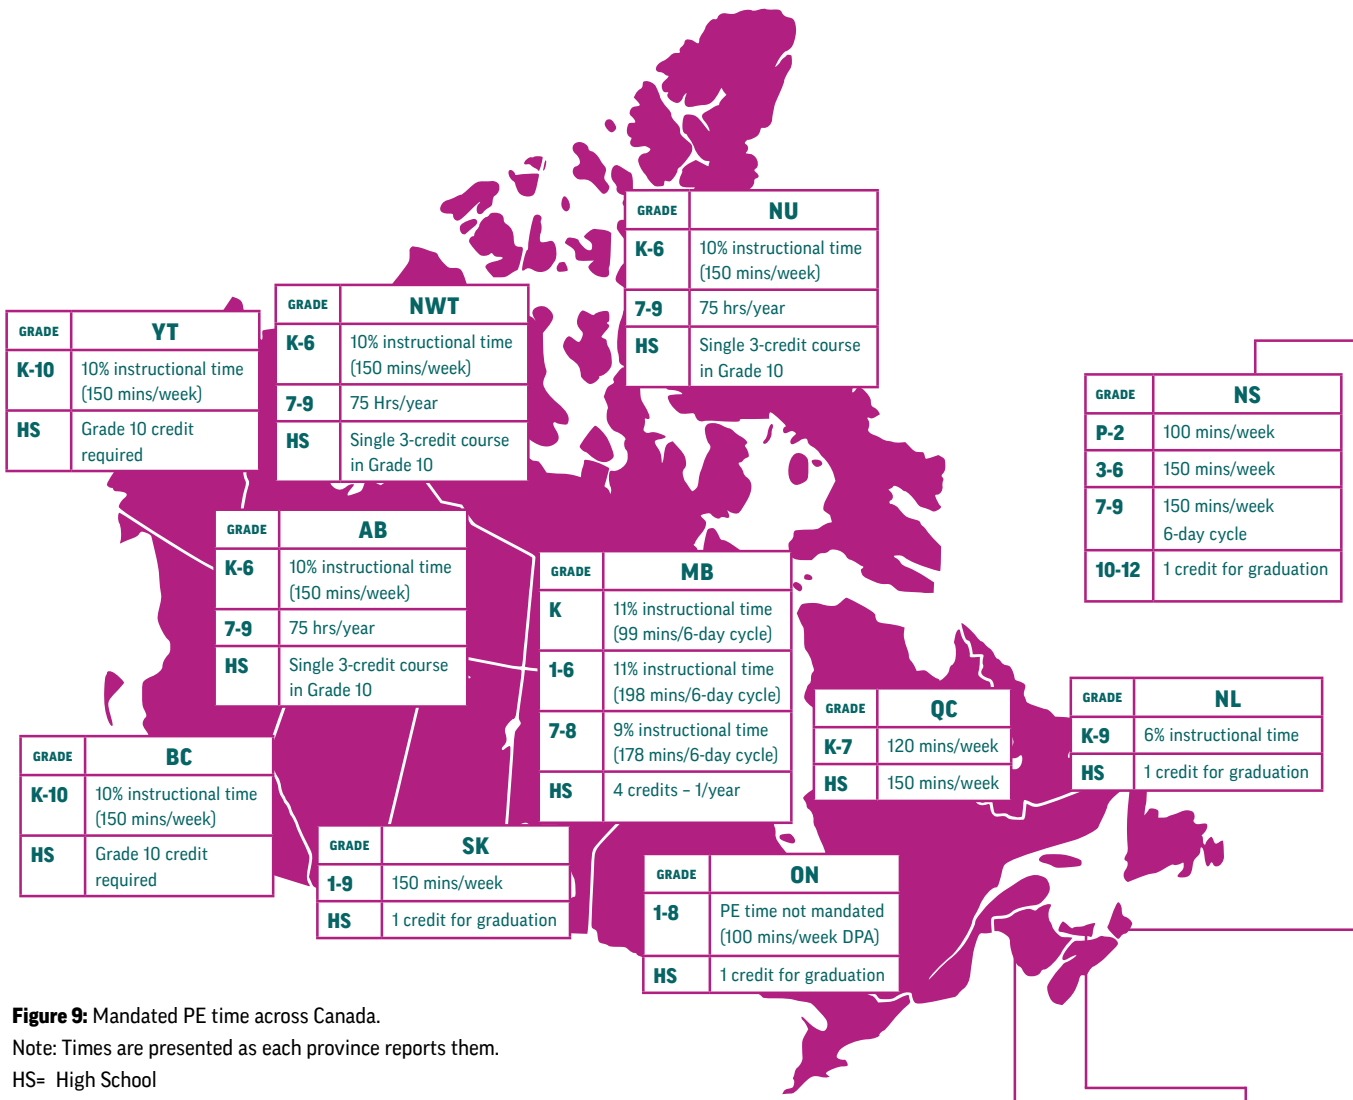 GRADE NU
K-6 10% instructional time
(150 mins/week)
7-9 75 hrs/year
HS Single 3-credit course
in Grade 10
GRADE NWT
K-6 10% instructional time
(150 mins/week)
7-9 75 Hrs/year
HS Single 3-credit course
in Grade 10
GRADE YT
K-10 10% instructional time
(150 mins/week)
HS Grade 10 credit
required
GRADE NS
P-2 100 mins/week
3-6 150 mins/week
7-9 150 mins/week
6-day cycle
10-12 1 credit for graduation
GRADE AB
K-6 10% instructional time
(150 mins/week)
7-9 75 hrs/year
HS Single 3-credit course
in Grade 10
GRADE MB
K 11% instructional time
(99 mins/6-day cycle)
1-6 11% instructional time
(198 mins/6-day cycle)
7-8 9% instructional time
(178 mins/6-day cycle)
HS 4 credits – 1/year
GRADE QC
K-7 120 mins/week
HS 150 mins/week
GRADE NL
K-9 6% instructional time
HS 1 credit for graduation
GRADE BC
K-10 10% instructional time
(150 mins/week)
HS Grade 10 credit
required
GRADE SK
1-9 150 mins/week
HS 1 credit for graduation
GRADE ON
1-8 PE time not mandated
(100 mins/week DPA)
HS 1 credit for graduation
Figure 9: Mandated PE time across Canada.
Note: Times are presented as each province reports them.
HS= High School